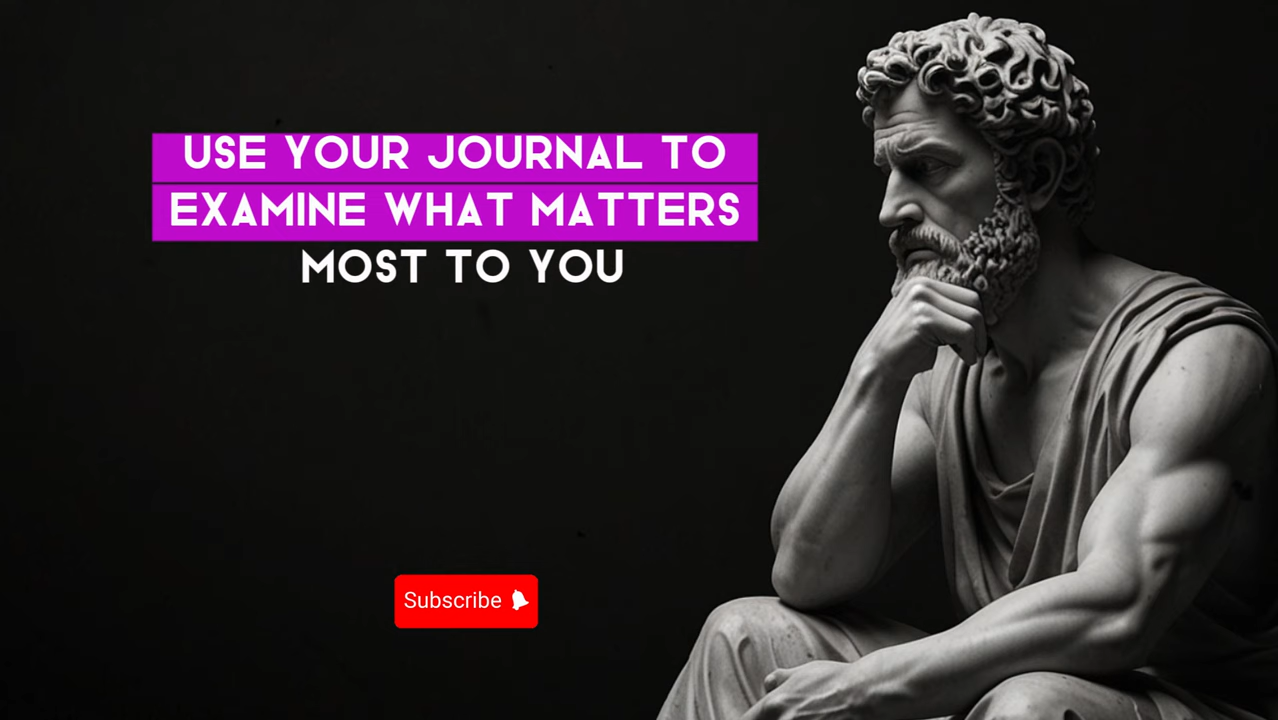 USE YOUR JOURNAL TO
EXAMINE WHAT MATTERS
MOST TO YOU
Subscribe